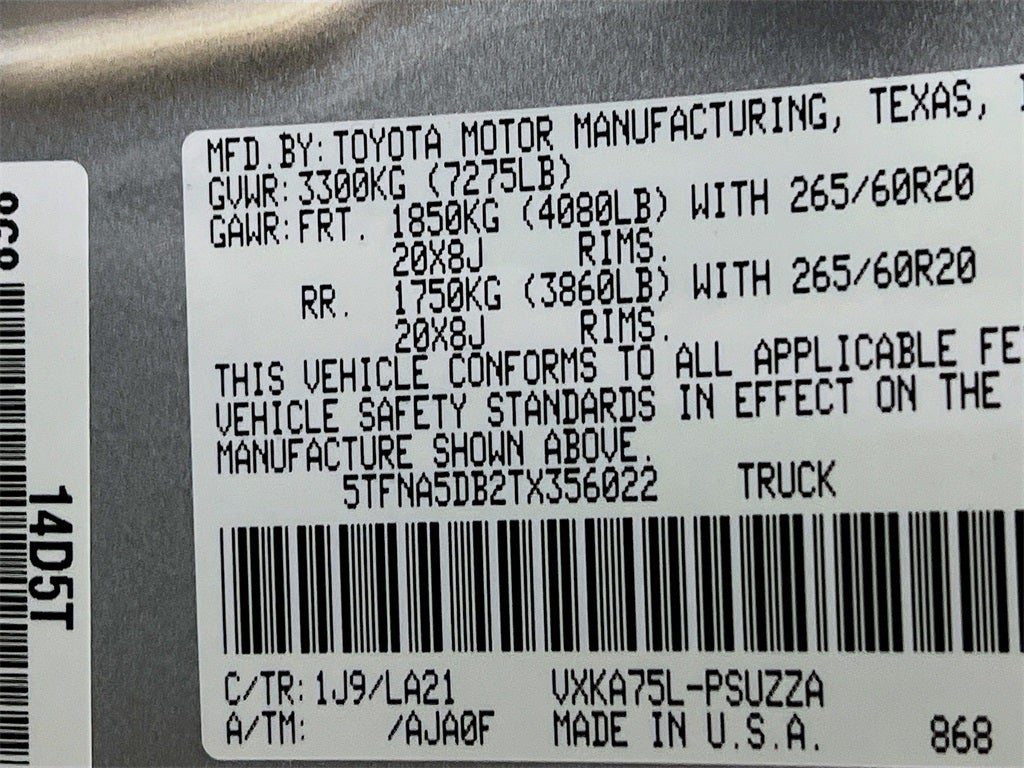 MFD.BY:TOYOTA MOTOR MANUFACTURING, TEXAS,
GVWR:3300KG (7275LB)
GAWR:FRT. 1850KG (4080LB) WITH 265/60R20
20X8J RIMS.
RR. 1750KG (3860LB) WITH 265/60R20
20X8J RIMS.
THIS VEHICLE CONFORMS TO ALL APPLICABLE FE
VEHICLE SAFETY STANDARDS IN EFFECT ON THE
MANUFACTURE SHOWN ABOVE.
5TFNA5DB2TX356022 TRUCK
C/TR:1J9/LA21 VXKA75L-PSUZZA
A/TM: /AJA0F MADE IN U.S.A. 868
14D5T